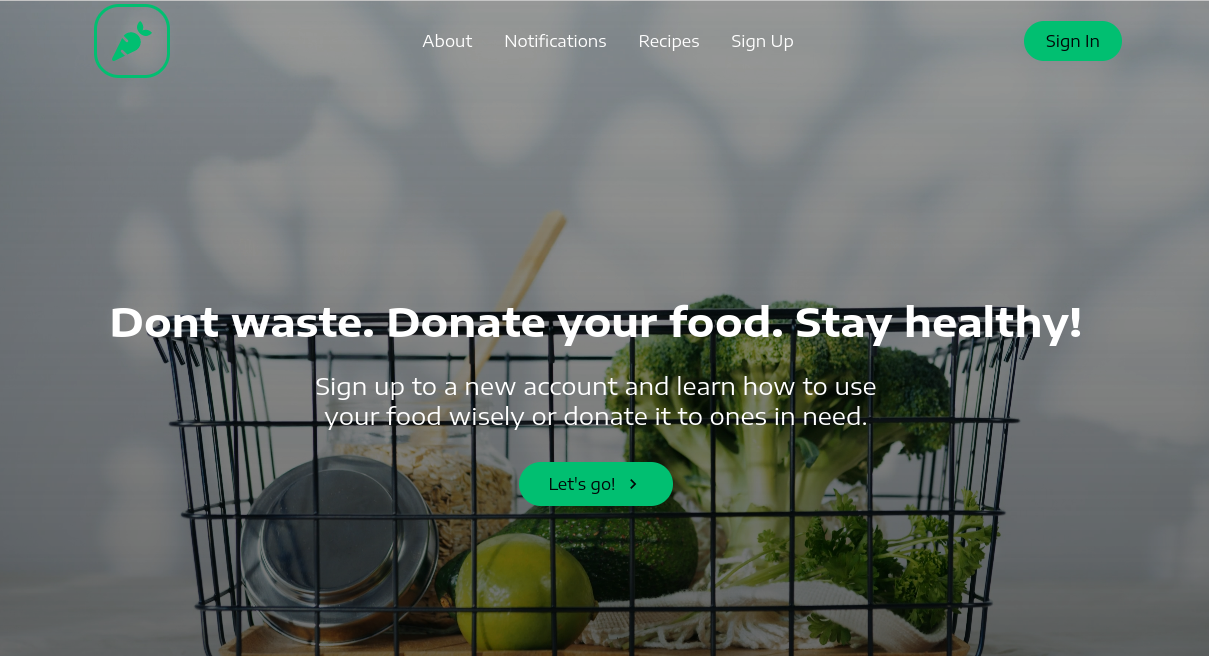 About
Notifications
Recipes
Sign Up
Sign In
Dont waste. Donate your food. Stay healthy!
Sign up to a new account and learn how to use
your food wisely or donate it to ones in need.
Let's go!